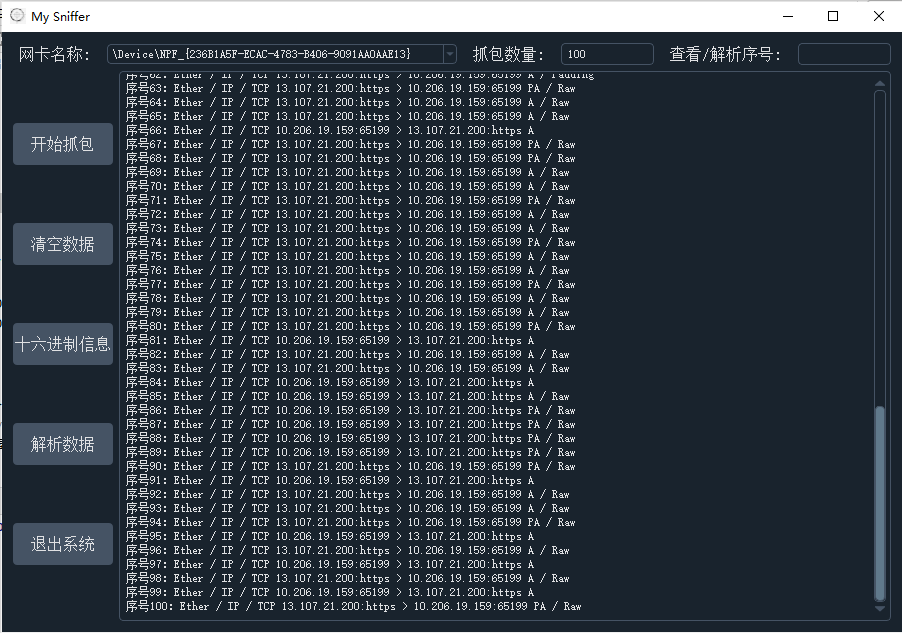 My Sniffer
网卡名称: \Device\NPF_{236B1A5F-ECAC-4783-B406-9091AA0AAE13} 抓包数量: 100 查看/解析序号:
开始抓包
清空数据
十六进制信息
解析数据
退出系统
序号62: Ether / IP / TCP 13.107.21.200:https > 10.206.19.159:65199 A / Padding
序号63: Ether / IP / TCP 13.107.21.200:https > 10.206.19.159:65199 PA / Raw
序号64: Ether / IP / TCP 13.107.21.200:https > 10.206.19.159:65199 A / Raw
序号65: Ether / IP / TCP 13.107.21.200:https > 10.206.19.159:65199 A / Raw
序号66: Ether / IP / TCP 10.206.19.159:65199 > 13.107.21.200:https A
序号67: Ether / IP / TCP 13.107.21.200:https > 10.206.19.159:65199 PA / Raw
序号68: Ether / IP / TCP 13.107.21.200:https > 10.206.19.159:65199 PA / Raw
序号69: Ether / IP / TCP 13.107.21.200:https > 10.206.19.159:65199 A / Raw
序号70: Ether / IP / TCP 13.107.21.200:https > 10.206.19.159:65199 A / Raw
序号71: Ether / IP / TCP 13.107.21.200:https > 10.206.19.159:65199 PA / Raw
序号72: Ether / IP / TCP 13.107.21.200:https > 10.206.19.159:65199 A / Raw
序号73: Ether / IP / TCP 13.107.21.200:https > 10.206.19.159:65199 A / Raw
序号74: Ether / IP / TCP 13.107.21.200:https > 10.206.19.159:65199 PA / Raw
序号75: Ether / IP / TCP 13.107.21.200:https > 10.206.19.159:65199 A / Raw
序号76: Ether / IP / TCP 13.107.21.200:https > 10.206.19.159:65199 A / Raw
序号77: Ether / IP / TCP 13.107.21.200:https > 10.206.19.159:65199 PA / Raw
序号78: Ether / IP / TCP 13.107.21.200:https > 10.206.19.159:65199 A / Raw
序号79: Ether / IP / TCP 13.107.21.200:https > 10.206.19.159:65199 A / Raw
序号80: Ether / IP / TCP 13.107.21.200:https > 10.206.19.159:65199 PA / Raw
序号81: Ether / IP / TCP 10.206.19.159:65199 > 13.107.21.200:https A
序号82: Ether / IP / TCP 13.107.21.200:https > 10.206.19.159:65199 A / Raw
序号83: Ether / IP / TCP 13.107.21.200:https > 10.206.19.159:65199 A / Raw
序号84: Ether / IP / TCP 10.206.19.159:65199 > 13.107.21.200:https A
序号85: Ether / IP / TCP 13.107.21.200:https > 10.206.19.159:65199 A / Raw
序号86: Ether / IP / TCP 13.107.21.200:https > 10.206.19.159:65199 PA / Raw
序号87: Ether / IP / TCP 13.107.21.200:https > 10.206.19.159:65199 PA / Raw
序号88: Ether / IP / TCP 13.107.21.200:https > 10.206.19.159:65199 PA / Raw
序号89: Ether / IP / TCP 13.107.21.200:https > 10.206.19.159:65199 PA / Raw
序号90: Ether / IP / TCP 13.107.21.200:https > 10.206.19.159:65199 PA / Raw
序号91: Ether / IP / TCP 10.206.19.159:65199 > 13.107.21.200:https A
序号92: Ether / IP / TCP 13.107.21.200:https > 10.206.19.159:65199 A / Raw
序号93: Ether / IP / TCP 13.107.21.200:https > 10.206.19.159:65199 A / Raw
序号94: Ether / IP / TCP 13.107.21.200:https > 10.206.19.159:65199 PA / Raw
序号95: Ether / IP / TCP 10.206.19.159:65199 > 13.107.21.200:https A
序号96: Ether / IP / TCP 13.107.21.200:https > 10.206.19.159:65199 A / Raw
序号97: Ether / IP / TCP 10.206.19.159:65199 > 13.107.21.200:https A
序号98: Ether / IP / TCP 13.107.21.200:https > 10.206.19.159:65199 A / Raw
序号99: Ether / IP / TCP 10.206.19.159:65199 > 13.107.21.200:https A
序号100: Ether / IP / TCP 13.107.21.200:https > 10.206.19.159:65199 PA / Raw